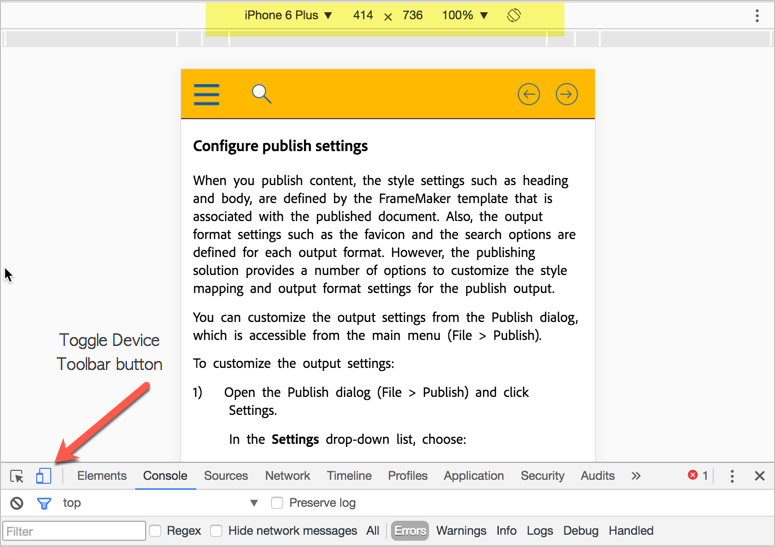 iPhone 6 Plus ▼ 414 × 736 100% ▼
Configure publish settings
When you publish content, the style settings such as heading
and body, are defined by the FrameMaker template that is
associated with the published document. Also, the output
format settings such as the favicon and the search options are
defined for each output format. However, the publishing
solution provides a number of options to customize the style
mapping and output format settings for the publish output.
You can customize the output settings from the Publish dialog,
which is accessible from the main menu (File > Publish).
To customize the output settings:
1) Open the Publish dialog (File > Publish) and click
Settings.
In the Settings drop-down list, choose:
Toggle Device
Toolbar button
Elements Console Sources Network Timeline Profiles Application Security Audits » 1
top ▼ Preserve log
Filter Regex Hide network messages All Errors Warnings Info Logs Debug Handled